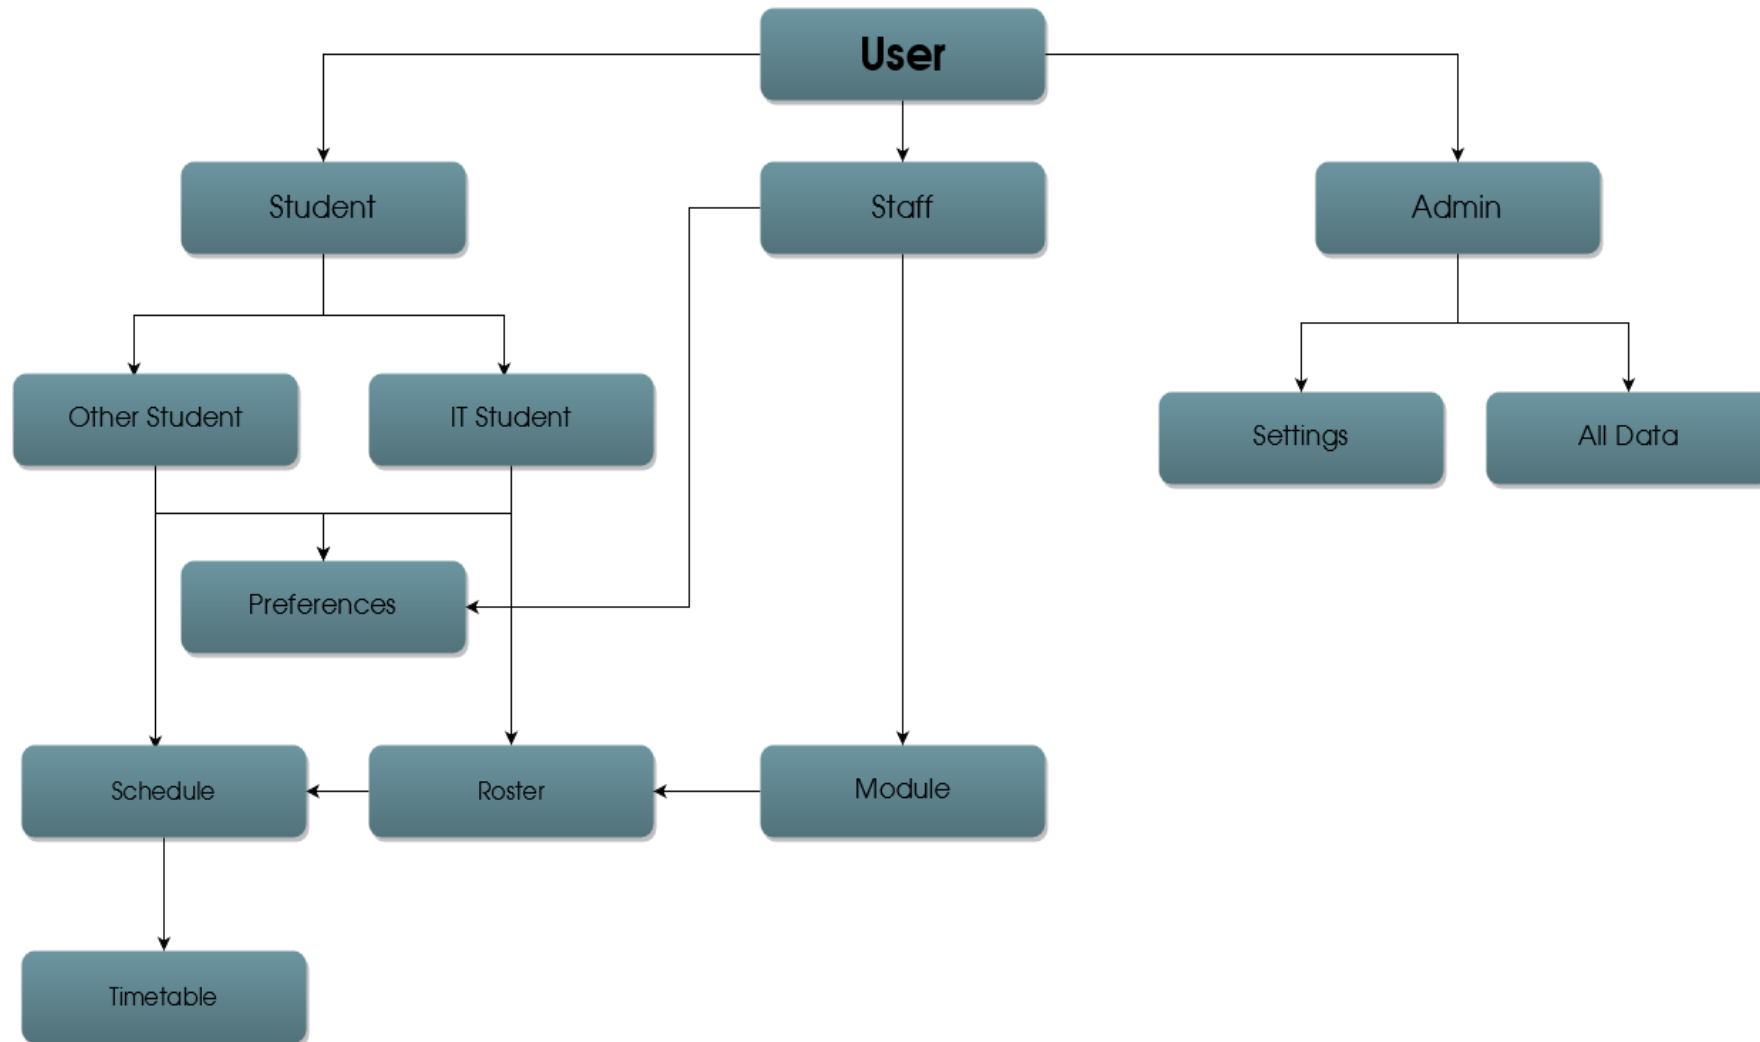 User
Student
Staff
Admin
Other Student
IT Student
Settings
All Data
Preferences
Schedule
Roster
Module
Timetable